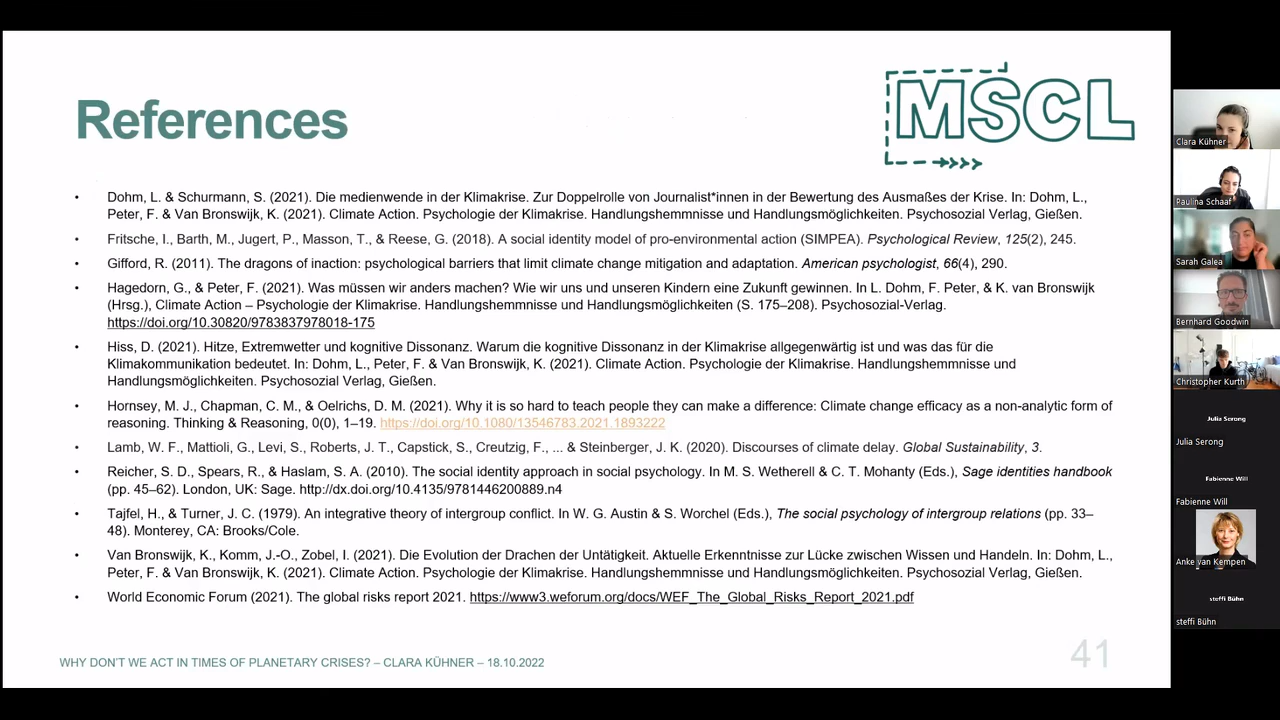 References
MSCL
• Dohm, L. & Schurmann, S. (2021). Die medienwende in der Klimakrise. Zur Doppelrolle von Journalist*innen in der Bewertung des Ausmaßes der Krise. In: Dohm, L.,
Peter, F. & Van Bronswijk, K. (2021). Climate Action. Psychologie der Klimakrise. Handlungshemmnisse und Handlungsmöglichkeiten. Psychosozial Verlag, Gießen.
• Fritsche, I., Barth, M., Jugert, P., Masson, T., & Reese, G. (2018). A social identity model of pro-environmental action (SIMPEA). Psychological Review, 125(2), 245.
• Gifford, R. (2011). The dragons of inaction: psychological barriers that limit climate change mitigation and adaptation. American psychologist, 66(4), 290.
• Hagedorn, G., & Peter, F. (2021). Was müssen wir anders machen? Wie wir uns und unseren Kindern eine Zukunft gewinnen. In L. Dohm, F. Peter, & K. van Bronswijk
(Hrsg.), Climate Action – Psychologie der Klimakrise. Handlungshemmnisse und Handlungsmöglichkeiten (S. 175–208). Psychosozial-Verlag.
https://doi.org/10.30820/9783837978018-175
• Hiss, D. (2021). Hitze, Extremwetter und kognitive Dissonanz. Warum die kognitive Dissonanz in der Klimakrise allgegenwärtig ist und was das für die
Klimakommunikation bedeutet. In: Dohm, L., Peter, F. & Van Bronswijk, K. (2021). Climate Action. Psychologie der Klimakrise. Handlungshemmnisse und
Handlungsmöglichkeiten. Psychosozial Verlag, Gießen.
• Hornsey, M. J., Chapman, C. M., & Oelrichs, D. M. (2021). Why it is so hard to teach people they can make a difference: Climate change efficacy as a non-analytic form of
reasoning. Thinking & Reasoning, 0(0), 1–19. https://doi.org/10.1080/13546783.2021.1893222
• Lamb, W. F., Mattioli, G., Levi, S., Roberts, J. T., Capstick, S., Creutzig, F., ... & Steinberger, J. K. (2020). Discourses of climate delay. Global Sustainability, 3.
• Reicher, S. D., Spears, R., & Haslam, S. A. (2010). The social identity approach in social psychology. In M. S. Wetherell & C. T. Mohanty (Eds.), Sage identities handbook
(pp. 45–62). London, UK: Sage. http://dx.doi.org/10.4135/9781446200889.n4
• Tajfel, H., & Turner, J. C. (1979). An integrative theory of intergroup conflict. In W. G. Austin & S. Worchel (Eds.), The social psychology of intergroup relations (pp. 33–
48). Monterey, CA: Brooks/Cole.
• Van Bronswijk, K., Komm, J.-O., Zobel, I. (2021). Die Evolution der Drachen der Untätigkeit. Aktuelle Erkenntnisse zur Lücke zwischen Wissen und Handeln. In: Dohm, L.,
Peter, F. & Van Bronswijk, K. (2021). Climate Action. Psychologie der Klimakrise. Handlungshemmnisse und Handlungsmöglichkeiten. Psychosozial Verlag, Gießen.
• World Economic Forum (2021). The global risks report 2021. https://www3.weforum.org/docs/WEF_The_Global_Risks_Report_2021.pdf
WHY DON'T WE ACT IN TIMES OF PLANETARY CRISES? – CLARA KÜHNER – 18.10.2022
41
Clara Kühner
Paulina Schaaf
Sarah Galea
Bernhard Goodwin
Christopher Kurth
Julia Serong
Julia Serong
Fabienne Will
Fabienne Will
Anke van Kempen
steffi Bühn
steffi Bühn